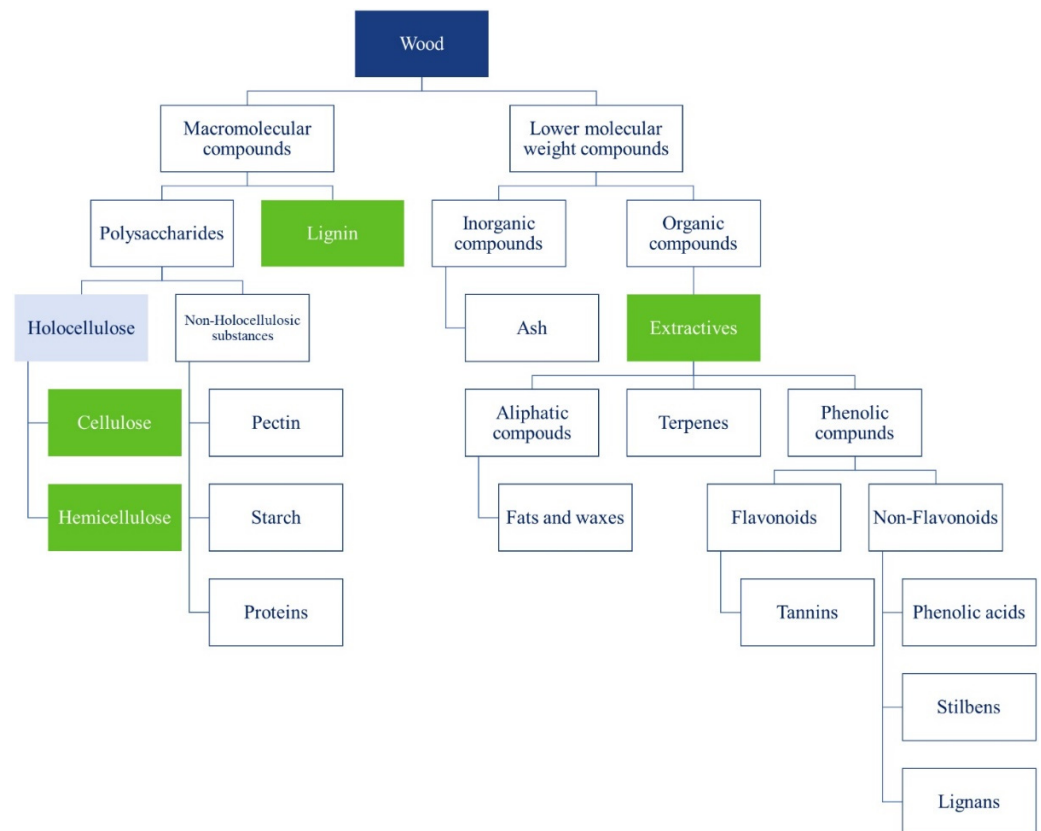 Wood
Macromolecular
compounds
Lower molecular
weight compounds
Polysaccharides
Lignin
Inorganic
compounds
Organic
compounds
Holocellulose
Non-Holocellulosic
substances
Ash
Extractives
Cellulose
Pectin
Aliphatic
compouds
Terpenes
Phenolic
compunds
Hemicellulose
Starch
Fats and waxes
Flavonoids
Non-Flavonoids
Proteins
Tannins
Phenolic acids
Stilbens
Lignans